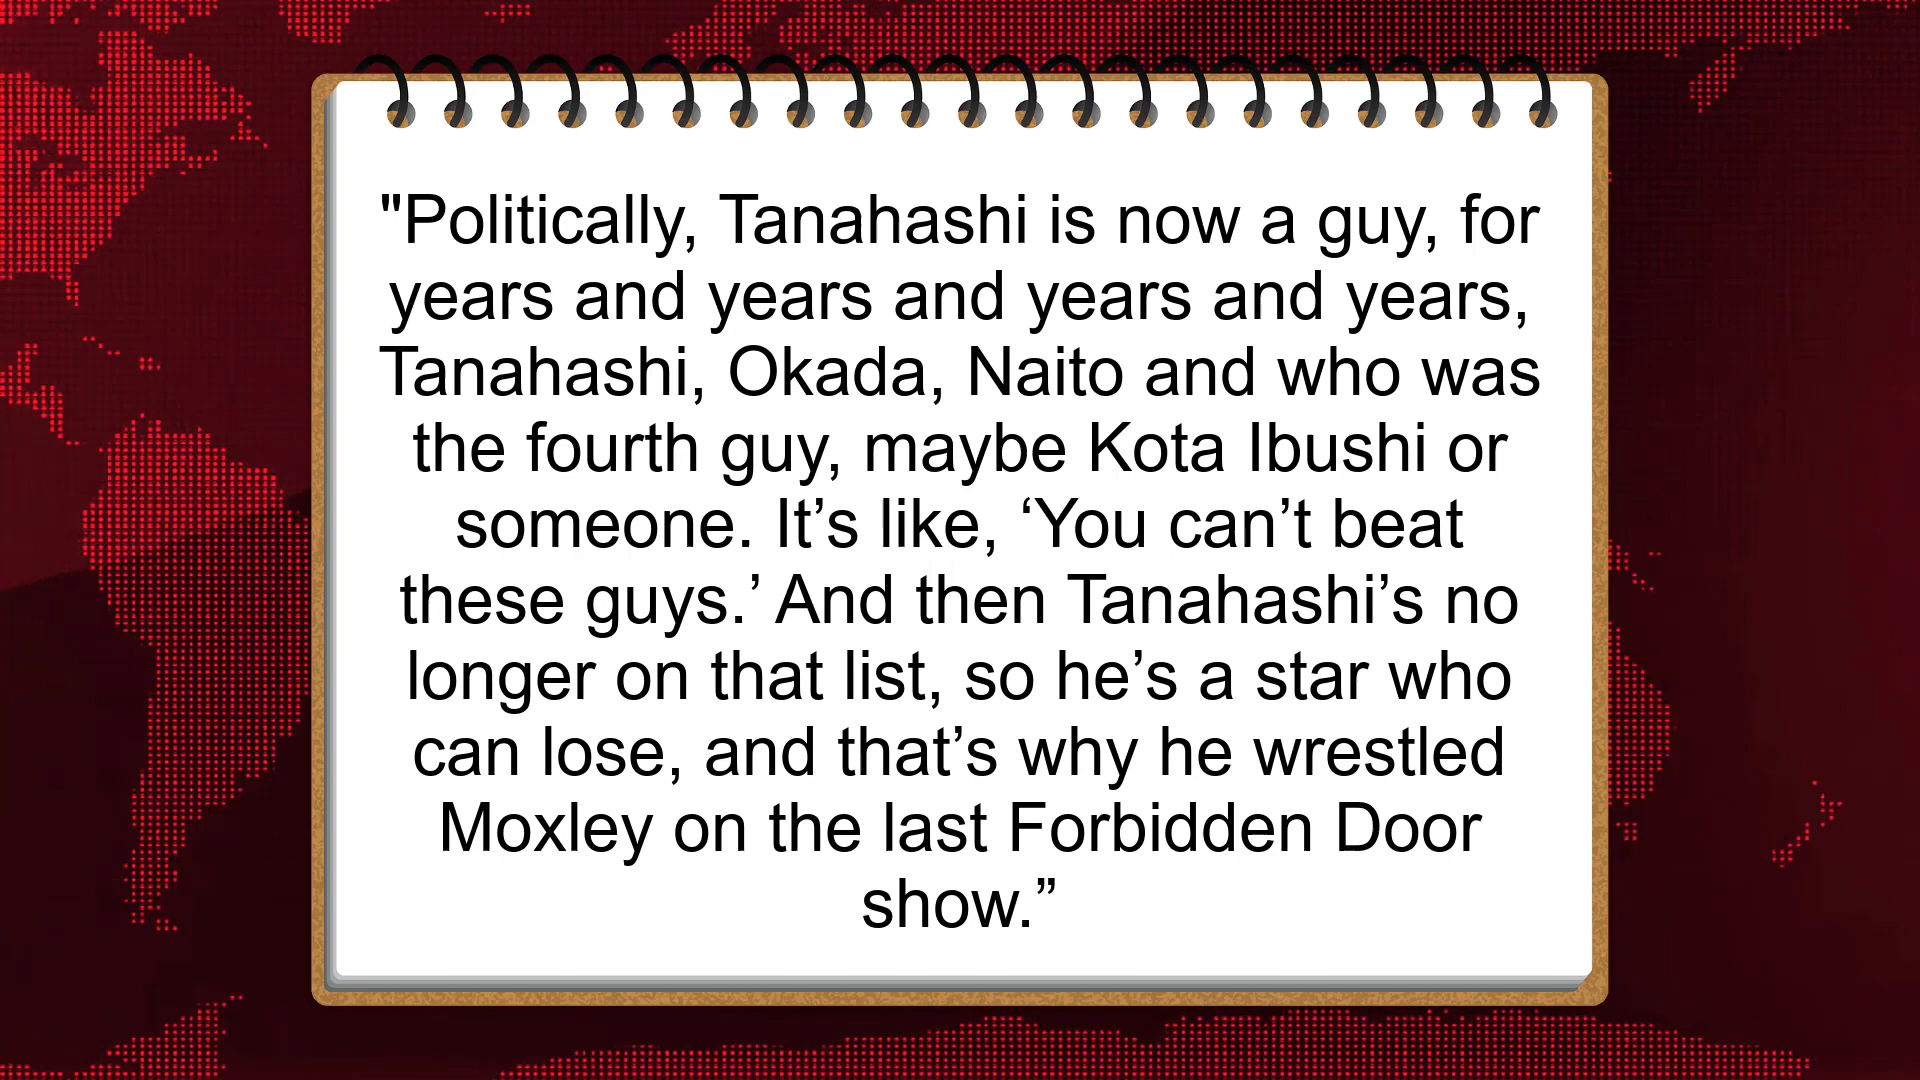 "Politically, Tanahashi is now a guy, for
years and years and years and years,
Tanahashi, Okada, Naito and who was
the fourth guy, maybe Kota Ibushi or
someone. It’s like, ‘You can’t beat
these guys.’ And then Tanahashi’s no
longer on that list, so he’s a star who
can lose, and that’s why he wrestled
Moxley on the last Forbidden Door
show.”